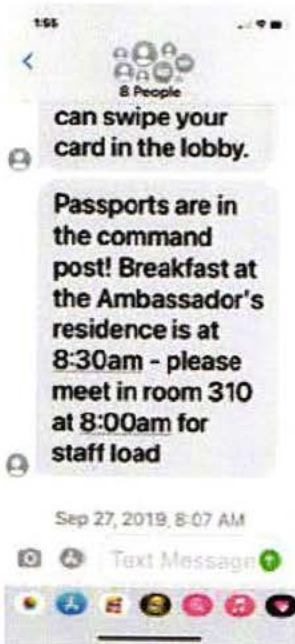 1:55
8 People
can swipe your
card in the lobby.
Passports are in
the command
post! Breakfast at
the Ambassador's
residence is at
8:30am - please
meet in room 310
at 8:00am for
staff load
Sep 27, 2019, 8:07 AM
Text Message